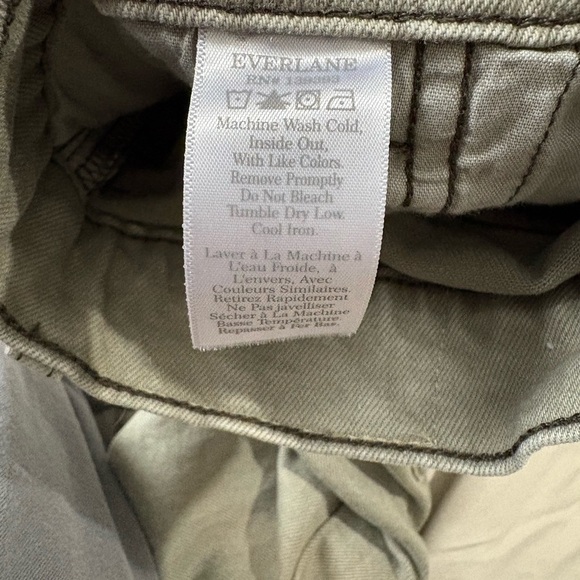 EVERLANE
RN# 139393
Machine Wash Cold,
Inside Out,
With Like Colors.
Remove Promptly
Do Not Bleach
Tumble Dry Low.
Cool Iron.
Laver à La Machine à
L'eau Froide, à
L'envers, Avec
Couleurs Similaires.
Retirez Rapidement
Ne Pas javelliser
Sécher à La Machine
Basse Température.
Repasser à Fer Bas.